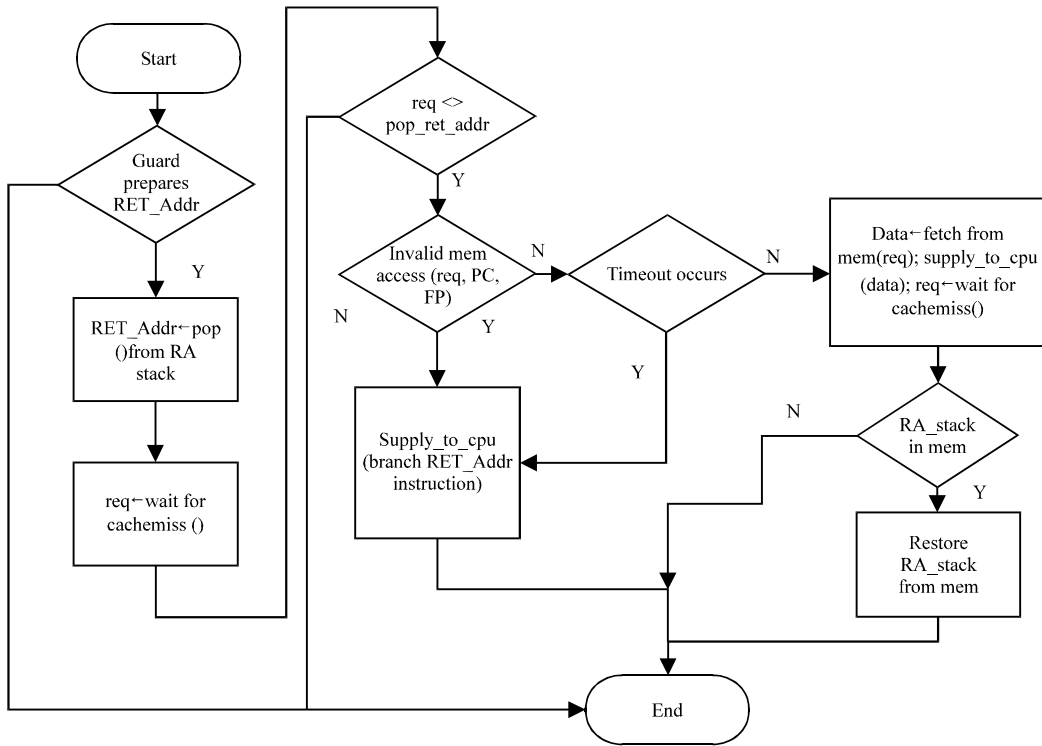 Start
Guard
prepares
RET_Addr
Y
RET_Addr←pop
()from RA
stack
req←wait for
cachemiss ()
req <>
pop_ret_addr
Y
Invalid mem
access (req, PC,
FP)
N
N
Y
Supply_to_cpu
(branch RET_Addr
instruction)
Timeout occurs
N
Y
Data←fetch from
mem(req); supply_to_cpu
(data); req←wait for
cachemiss()
RA_stack
in mem
N
Y
Restore
RA_stack
from mem
End